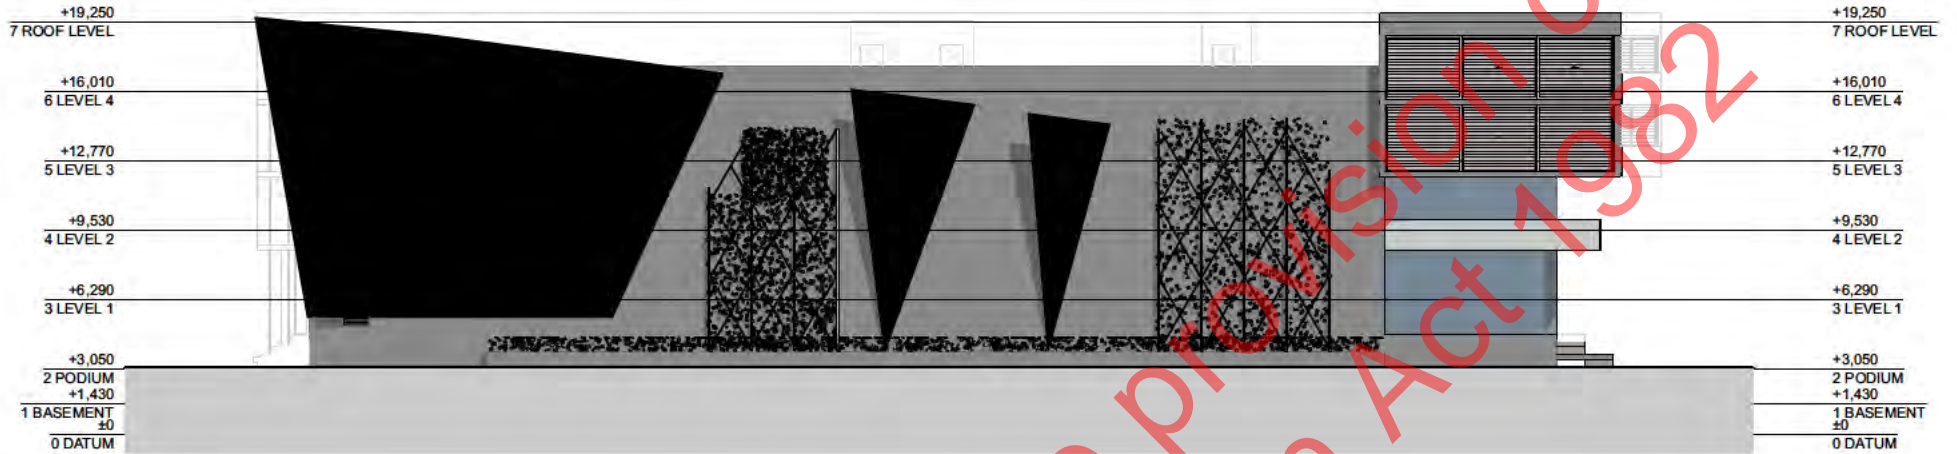 +19,250
7 ROOF LEVEL
+16,010
6 LEVEL 4
+12,770
5 LEVEL 3
+9,530
4 LEVEL 2
+6,290
3 LEVEL 1
+3,050
2 PODIUM
+1,430
1 BASEMENT
±0
0 DATUM
+19,250
7 ROOF LEVEL
+16,010
6 LEVEL 4
+12,770
5 LEVEL 3
+9,530
4 LEVEL 2
+6,290
3 LEVEL 1
+3,050
2 PODIUM
+1,430
1 BASEMENT
±0
0 DATUM
provision
Act 1982